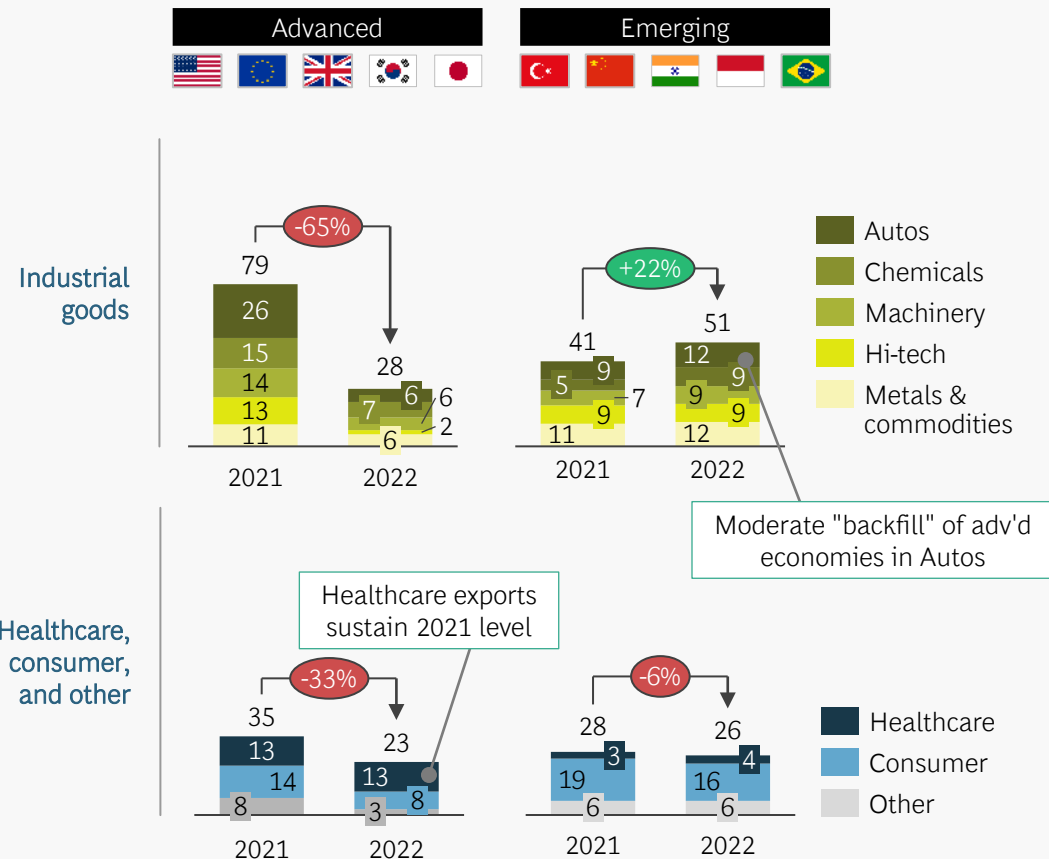 Advanced
Emerging
Industrial
goods
-65%
79
26
15
14
13
11
28
6
7
6
2
6
2021
2022
+22%
41
9
5
7
9
11
51
12
9
9
9
12
2021
2022
Autos
Chemicals
Machinery
Hi-tech
Metals &
commodities
Moderate "backfill" of adv'd
economies in Autos
Healthcare exports
sustain 2021 level
Healthcare,
consumer,
and other
-33%
35
13
14
8
23
13
8
3
2021
2022
-6%
28
3
19
6
26
4
16
6
2021
2022
Healthcare
Consumer
Other